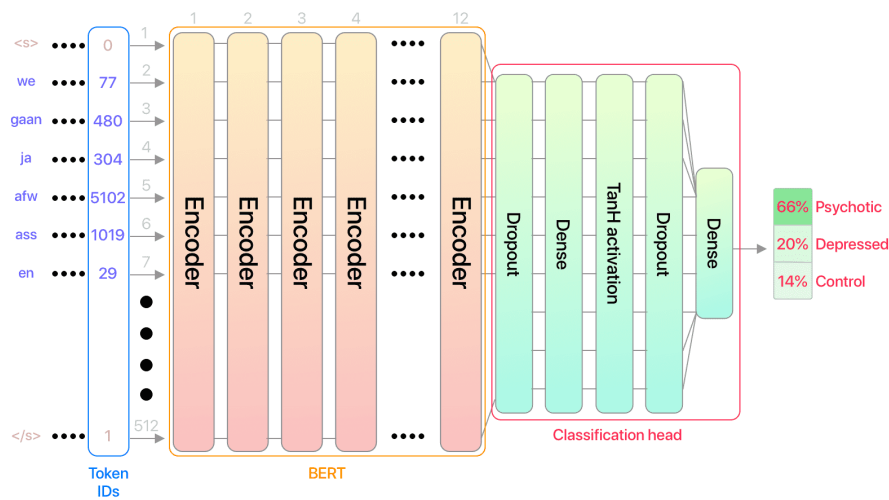 1 2 3 4 12
<s> 0 1
we 77 2
gaan 480 3
ja 304 4
afw 5102 5
ass 1019 6
en 29 7
</s> 1 512
Encoder
Encoder
Encoder
Encoder
Encoder
Dropout
Dense
TanH activation
Dropout
Dense
66% Psychotic
20% Depressed
14% Control
Token
IDs
BERT
Classification head